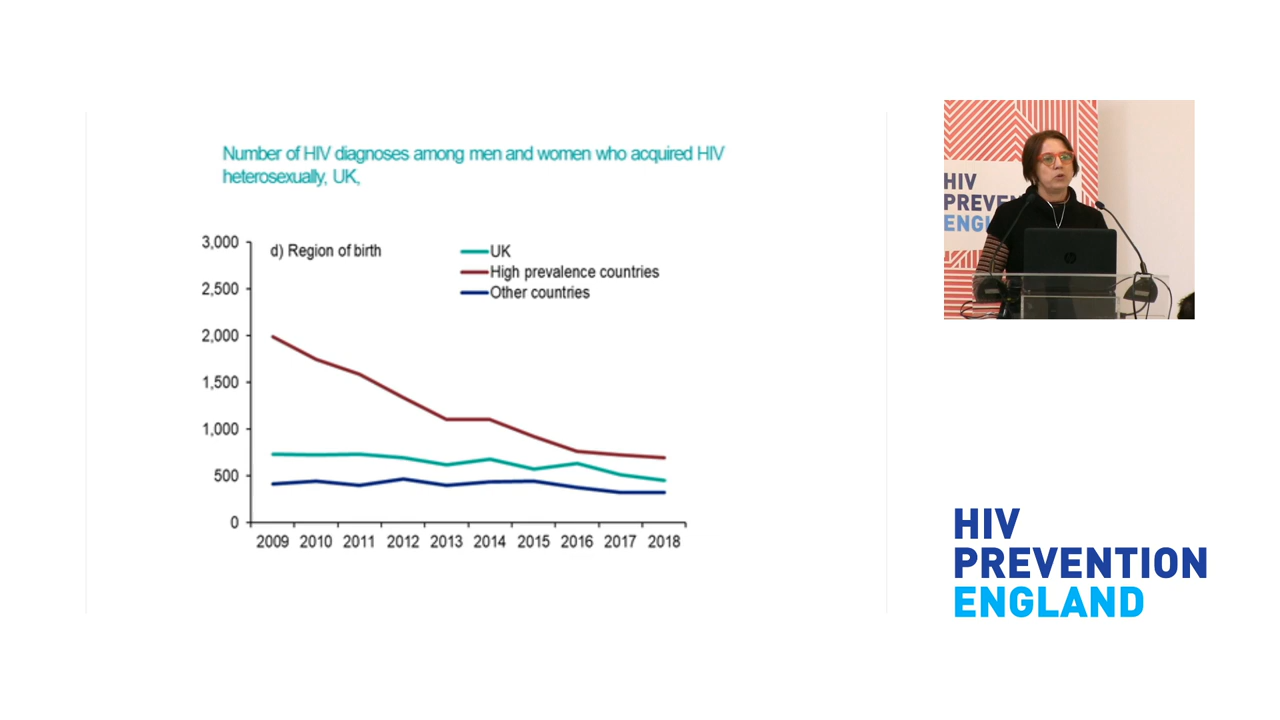 Number of HIV diagnoses among men and women who acquired HIV
heterosexually, UK,
d) Region of birth
UK
High prevalence countries
Other countries
3,000
2,500
2,000
1,500
1,000
500
0
2009 2010 2011 2012 2013 2014 2015 2016 2017 2018
HIV
PREVEN
ENGL
hp
HIV
PREVENTION
ENGLAND